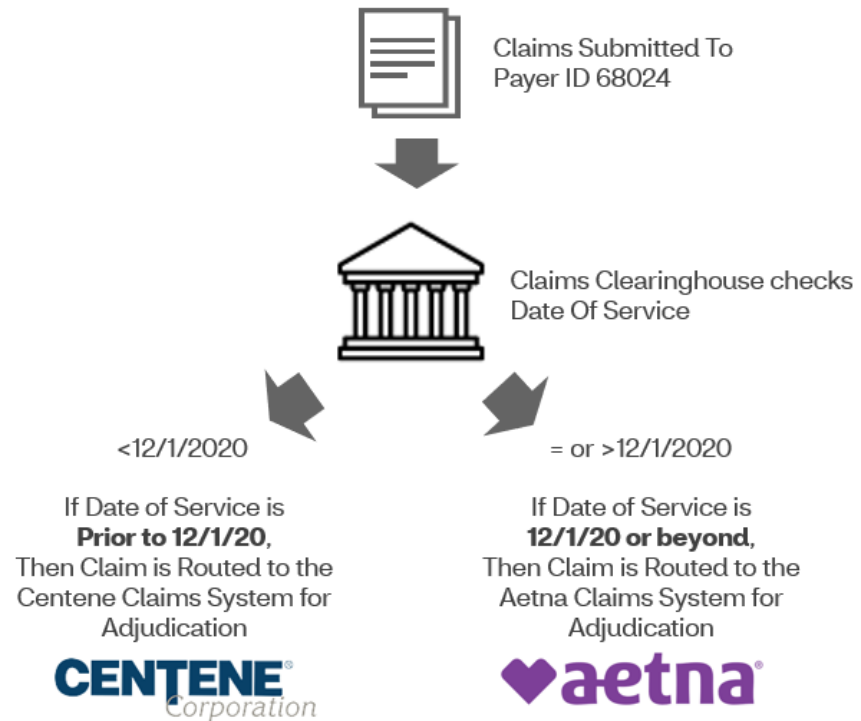 Claims Submitted To
Payer ID 68024
Claims Clearinghouse checks
Date Of Service
<12/1/2020
If Date of Service is
Prior to 12/1/20,
Then Claim is Routed to the
Centene Claims System for
Adjudication
CENTENE®
Corporation
= or >12/1/2020
If Date of Service is
12/1/20 or beyond,
Then Claim is Routed to the
Aetna Claims System for
Adjudication
aetna®